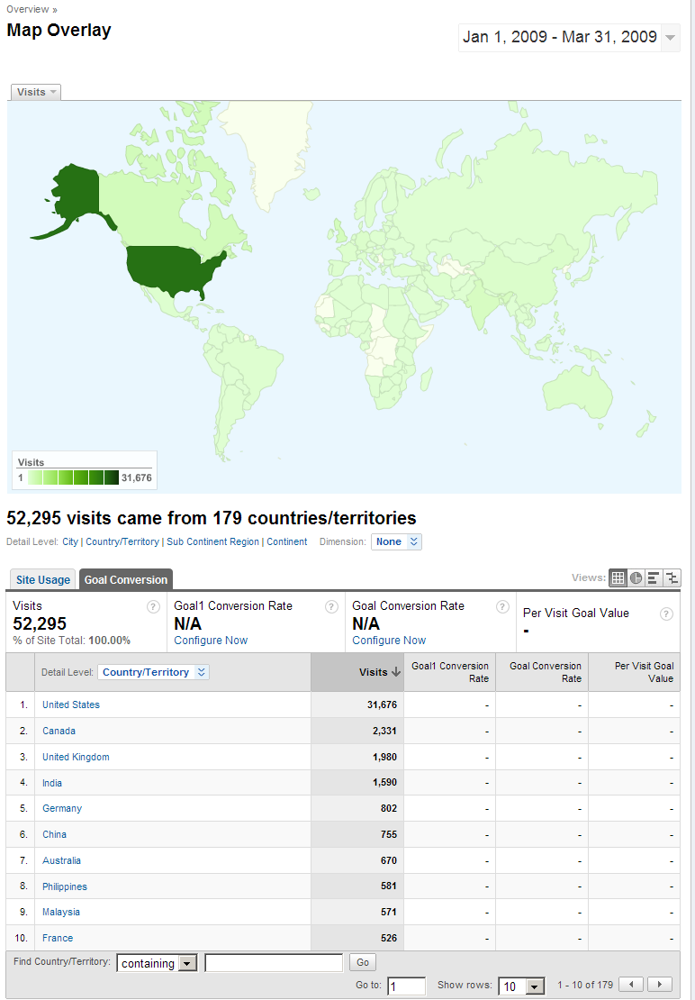 Overview »
Map Overlay
Jan 1, 2009 - Mar 31, 2009
Visits
Visits
1 31,676
52,295 visits came from 179 countries/territories
Detail Level: City | Country/Territory | Sub Continent Region | Continent Dimension: None
Site Usage Goal Conversion Views:
Visits ? Goal1 Conversion Rate ? Goal Conversion Rate ? Per Visit Goal Value ?
52,295 N/A N/A -
% of Site Total: 100.00% Configure Now Configure Now
Detail Level: Country/Territory Visits Goal1 Conversion Rate Goal Conversion Rate Per Visit Goal Value
1. United States 31,676 - - -
2. Canada 2,331 - - -
3. United Kingdom 1,980 - - -
4. India 1,590 - - -
5. Germany 802 - - -
6. China 755 - - -
7. Australia 670 - - -
8. Philippines 581 - - -
9. Malaysia 571 - - -
10. France 526 - - -
Find Country/Territory: containing Go
Go to: 1 Show rows: 10 1 - 10 of 179